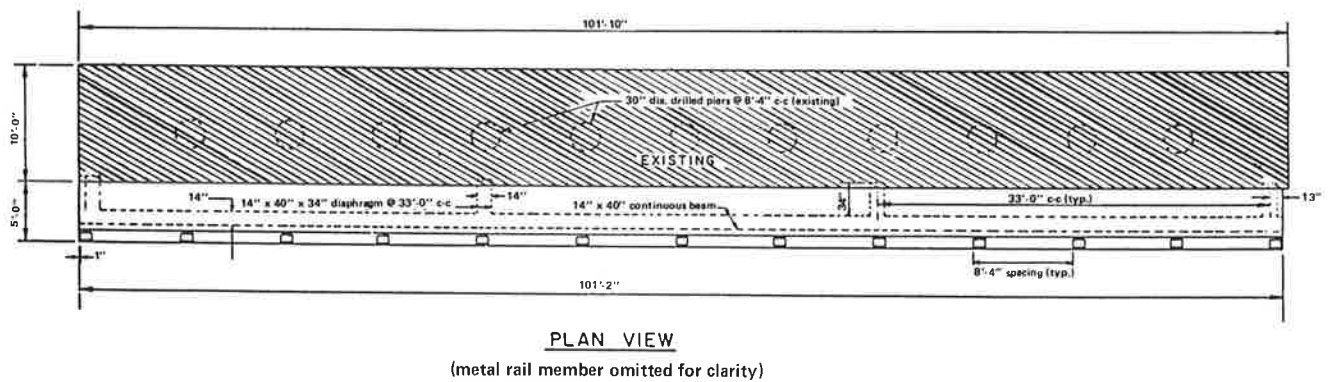 101'-10"
30" dia. drilled piers @ 8'-4" c-c (existing)
10'-0"
EXISTING
14"
14" x 40" x 34" diaphragm @ 33'-0" c-c
14"
14" x 40" continuous beam
34"
33'-0" c-c (typ.)
13"
5'-0"
1"
8'-4" spacing (typ.)
101'-2"
PLAN VIEW
(metal rail member omitted for clarity)